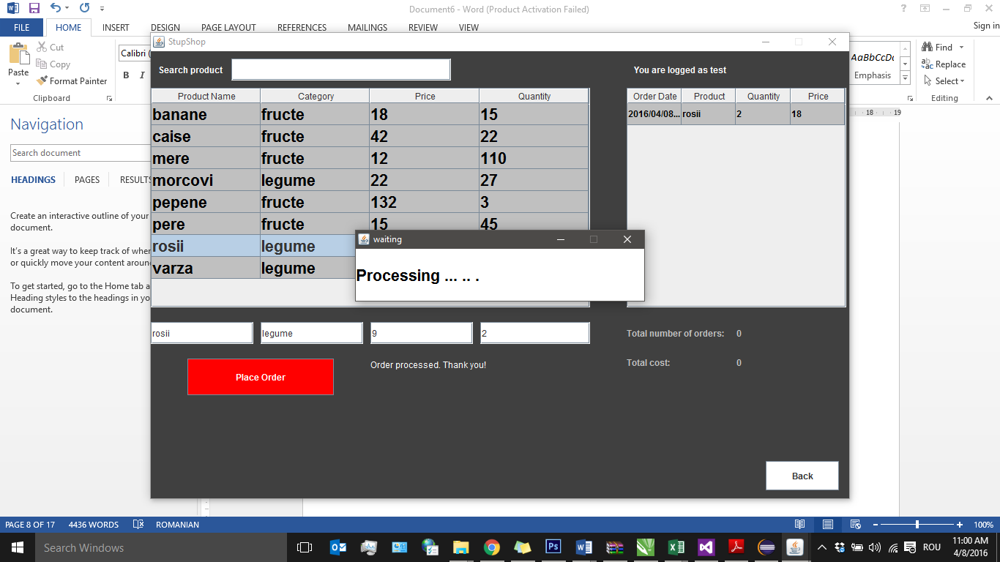 Document6 - Word (Product Activation Failed)
FILE HOME INSERT DESIGN PAGE LAYOUT REFERENCES MAILINGS REVIEW VIEW Sign in
Paste
Cut
Copy
Format Painter
Clipboard
Calibri (
B I
AaBbCcDc
Emphasis
Find
Replace
Select
Editing
Navigation
Search document
HEADINGS PAGES RESULTS
Create an interactive outline of your
document.
It's a great way to keep track of
or quickly move your content
To get started, go to the Home tab
Heading styles to the headings in
document.
18 19
StupShop
Search product
You are logged as test
Product Name Category Price Quantity
banane fructe 18 15
caise fructe 42 22
mere fructe 12 110
morcovi legume 22 27
pepene fructe 132 3
pere fructe 15 45
rosii legume
varza legume
Order Date Product Quantity Price
2016/04/08... rosii 2 18
waiting
Processing ... .. .
rosii legume 9 2
Place Order
Order processed. Thank you!
Total number of orders: 0
Total cost: 0
Back
PAGE 8 OF 17 4436 WORDS ROMANIAN 100%
Search Windows
ROU
11:00 AM
4/8/2016